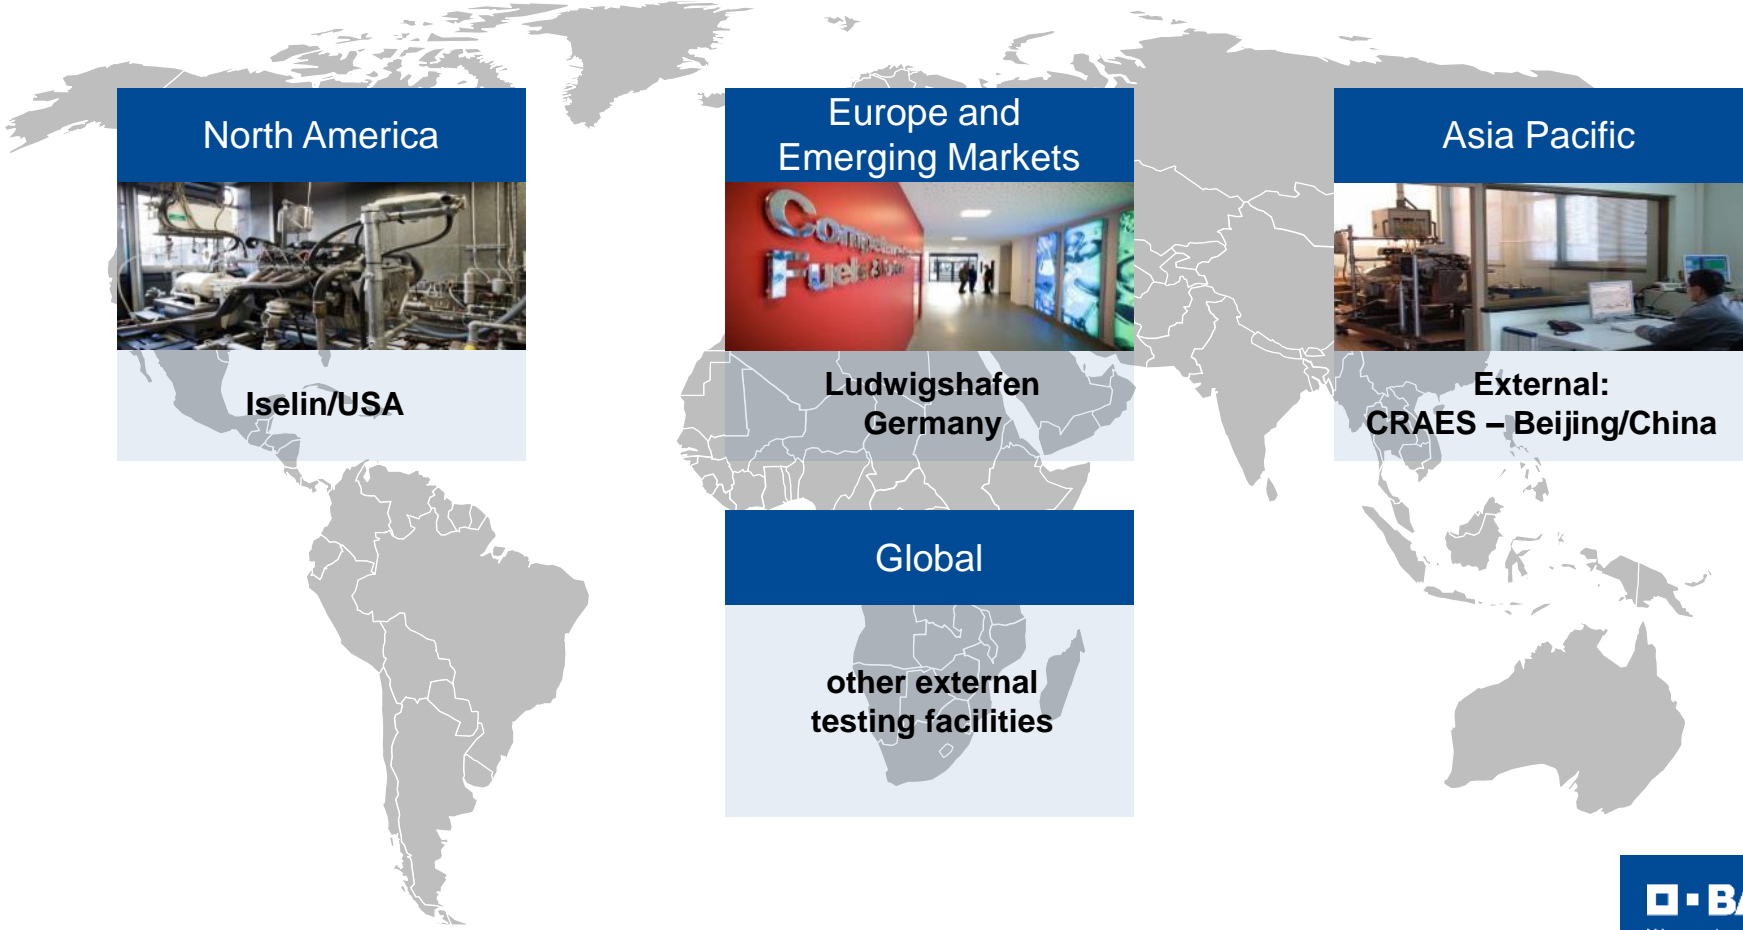 North America
Europe and
Emerging Markets
Asia Pacific
Fuels &
Iselin/USA
Ludwigshafen
Germany
External:
CRAES – Beijing/China
Global
other external
testing facilities